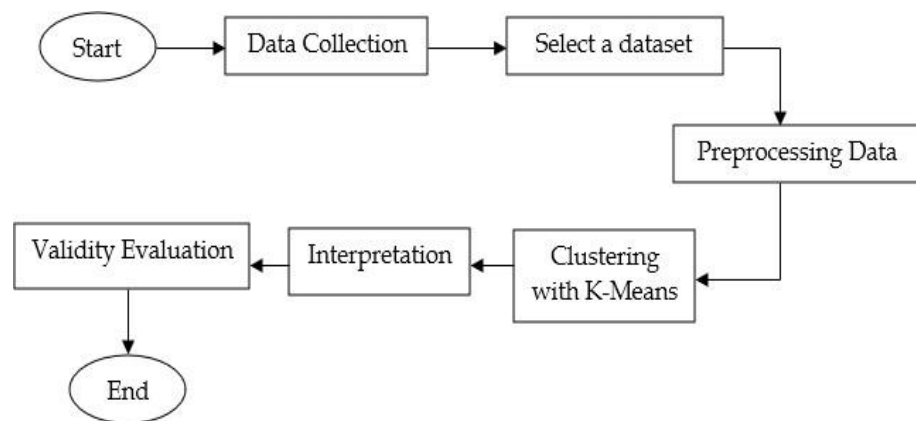 Start
Data Collection
Select a dataset
Preprocessing Data
Clustering
with K-Means
Interpretation
Validity Evaluation
End